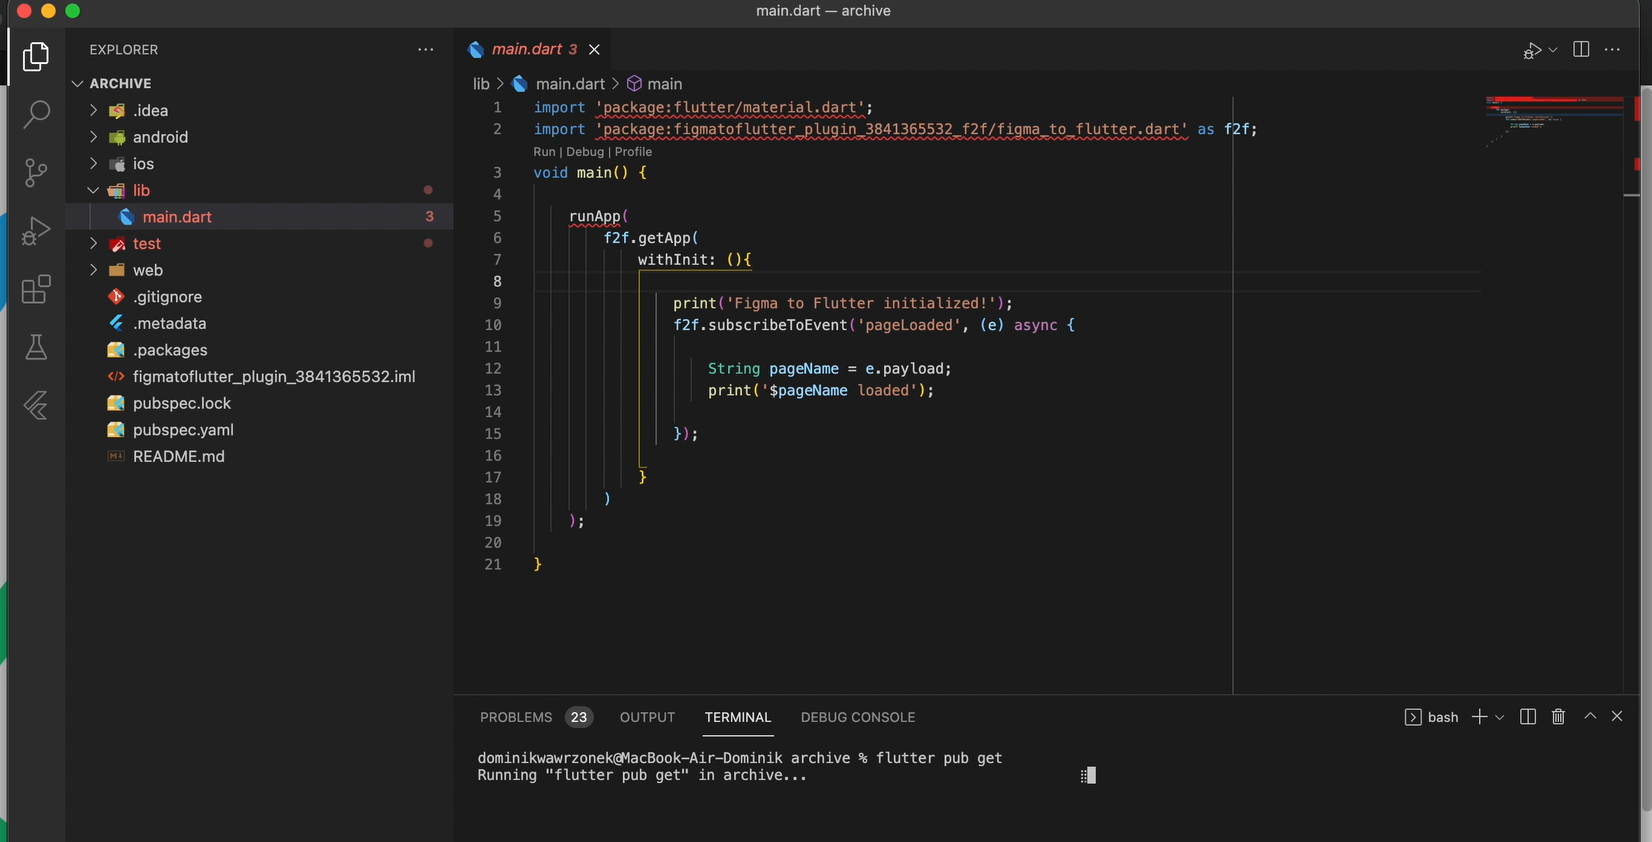 main.dart — archive
EXPLORER
ARCHIVE
.idea
android
ios
lib
main.dart 3
test
web
.gitignore
.metadata
.packages
figmatoflutter_plugin_3841365532.iml
pubspec.lock
pubspec.yaml
README.md
main.dart 3
lib > main.dart > main
1 import 'package:flutter/material.dart';
2 import 'package:figmatoflutter_plugin_3841365532_f2f/figma_to_flutter.dart' as f2f;
Run | Debug | Profile
3 void main() {
4
5 runApp(
6 f2f.getApp(
7 withInit: (){
8
9 print('Figma to Flutter initialized!');
10 f2f.subscribeToEvent('pageLoaded', (e) async {
11
12 String pageName = e.payload;
13 print('$pageName loaded');
14
15 });
16
17 }
18 )
19 );
20
21 }
PROBLEMS 23 OUTPUT TERMINAL DEBUG CONSOLE bash
dominikwawrzonek@MacBook-Air-Dominik archive % flutter pub get
Running "flutter pub get" in archive...